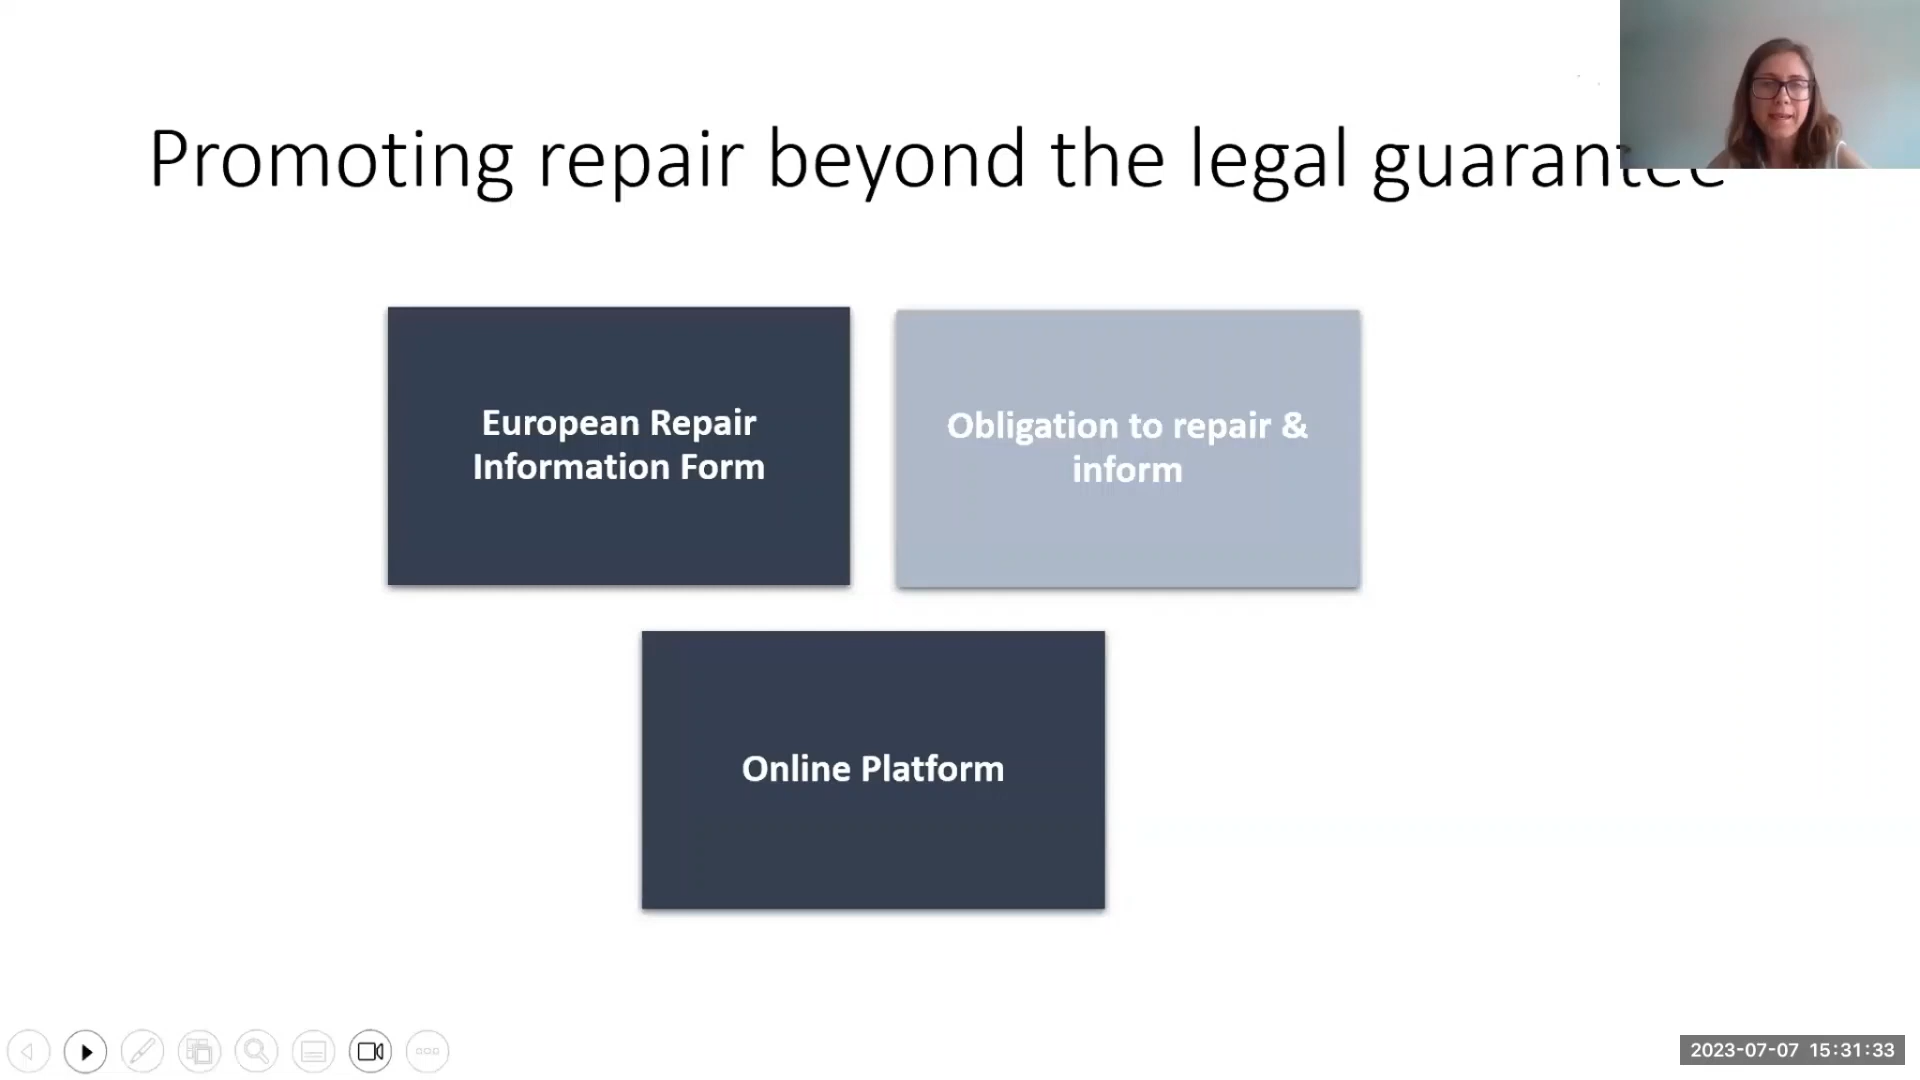 Promoting repair beyond the legal guarantee
European Repair
Information Form
Obligation to repair &
inform
Online Platform
2023-07-07 15:31:33